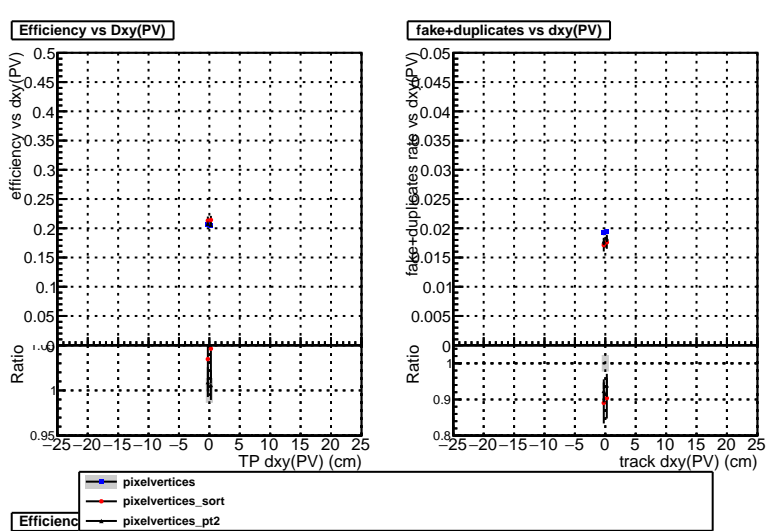 Efficiency vs Dxy(PV)
fake+duplicates vs dxy(PV)
efficiency vs dxy(PV)
0.5
0.45
0.4
0.35
0.3
0.25
0.2
0.15
0.1
0.05
fake+duplicates rate vs dxy(PV)
0.05
0.045
0.04
0.035
0.03
0.025
0.02
0.015
0.01
0.005
0
Ratio
1
0.95
−25 −20 −15 −10 −5 0 5 10 15 20 25
TP dxy(PV) (cm)
Ratio
1
0.9
0.8
−25 −20 −15 −10 −5 0 5 10 15 20 25
track dxy(PV) (cm)
pixelvertices
pixelvertices_sort
pixelvertices_pt2
Efficienc